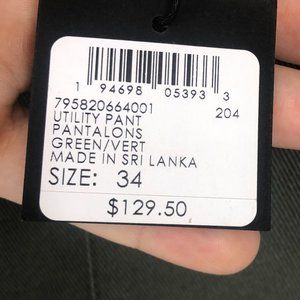 1 94698 05393 3
795820664001 204
UTILITY PANT
PANTALONS
GREEN/VERT
MADE IN SRI LANKA
SIZE: 34
$129.50